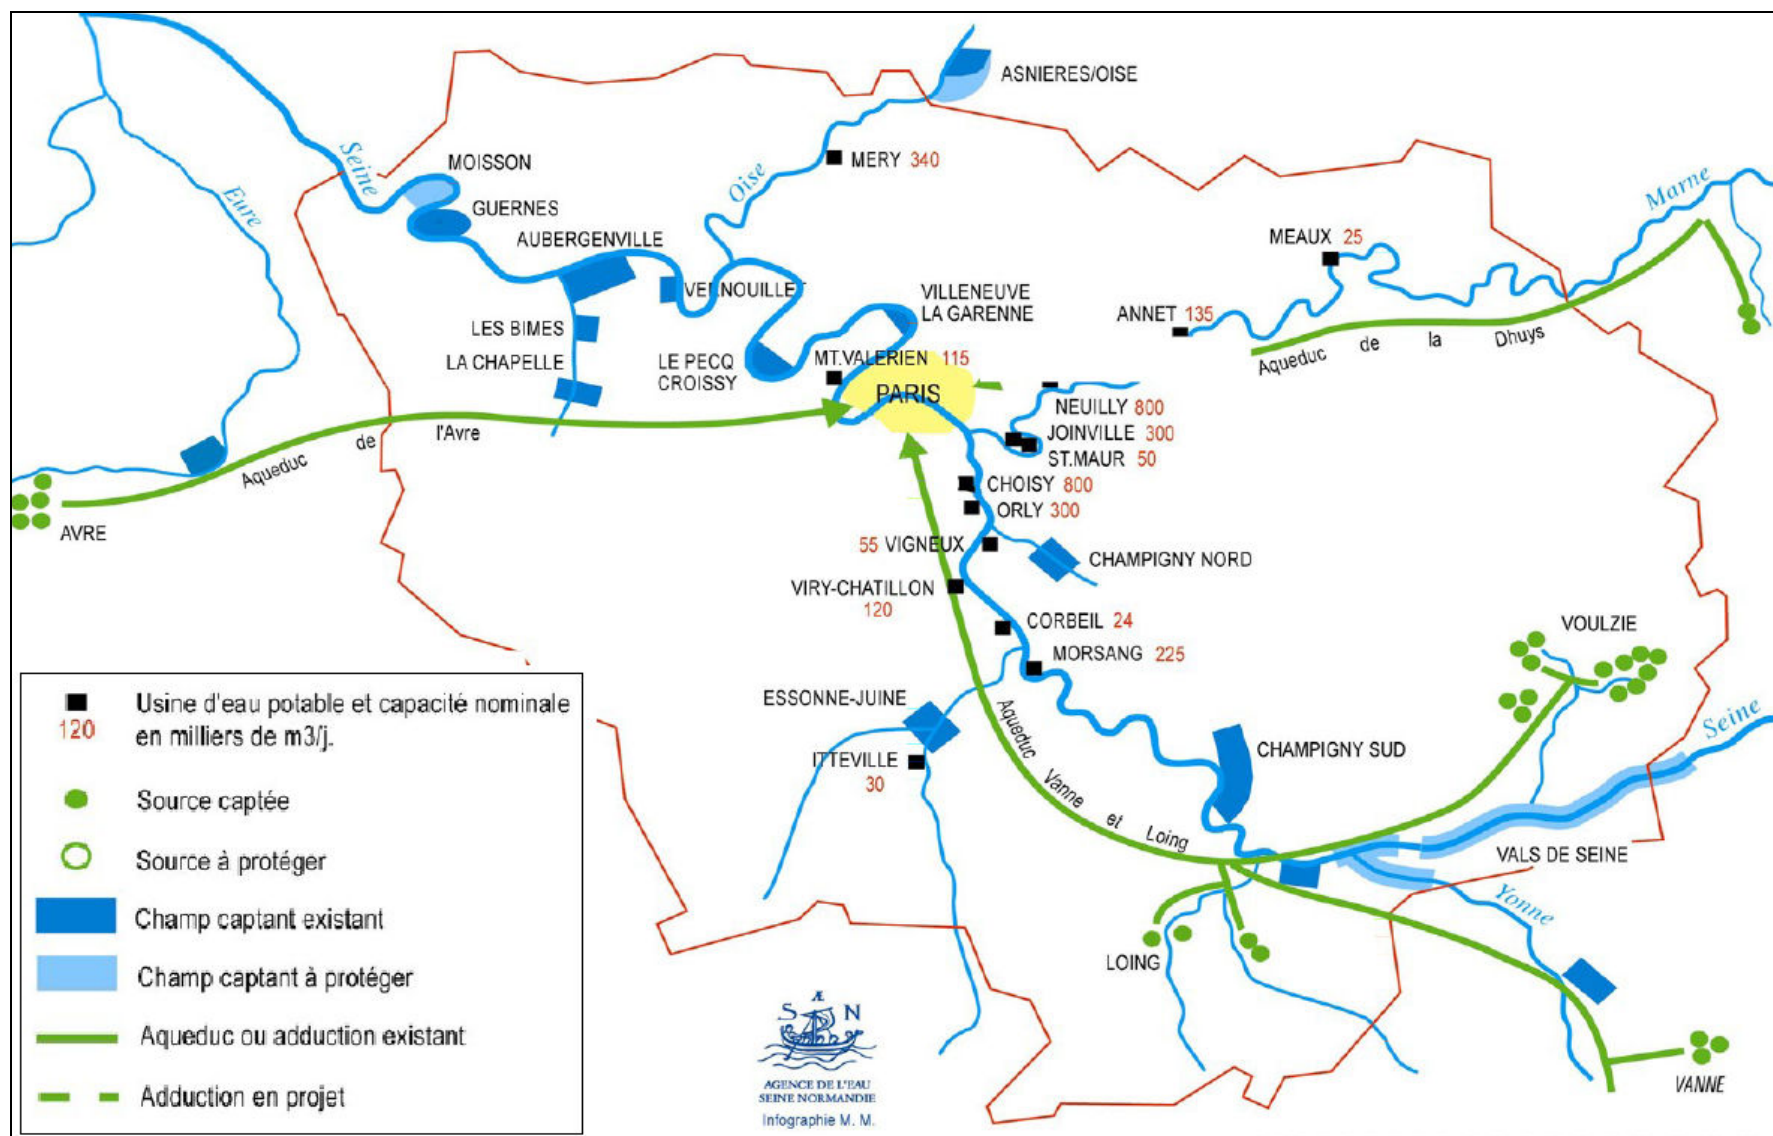 ASNIERES/OISE
Seine
MOISSON
Oise
MERY 340
Marne
Eure
GUERNES
AUBERGENVILLE
MEAUX 25
VERNOUILLET
VILLENEUVE
LA GARENNE
ANNET 135
LES BIMES
LA CHAPELLE
LE PECQ
CROISSY
MT.VALERIEN 115
Aqueduc de la Dhuys
PARIS
NEUILLY 800
JOINVILLE 300
ST.MAUR 50
Aqueduc de l'Avre
CHOISY 800
ORLY 300
AVRE
55 VIGNEUX
CHAMPIGNY NORD
VIRY-CHATILLON
120
CORBEIL 24
VOULZIE
MORSANG 225
ESSONNE-JUINE
Seine
Aqueduc Vanne et Loing
CHAMPIGNY SUD
ITTEVILLE
30
VALS DE SEINE
Yonne
LOING
VANNE
Usine d'eau potable et capacité nominale
120 en milliers de m3/j.
Source captée
Source à protéger
Champ captant existant
Champ captant à protéger
Aqueduc ou adduction existant
Adduction en projet
Æ
S N
AGENCE DE L'EAU
SEINE NORMANDIE
Infographie M. M.